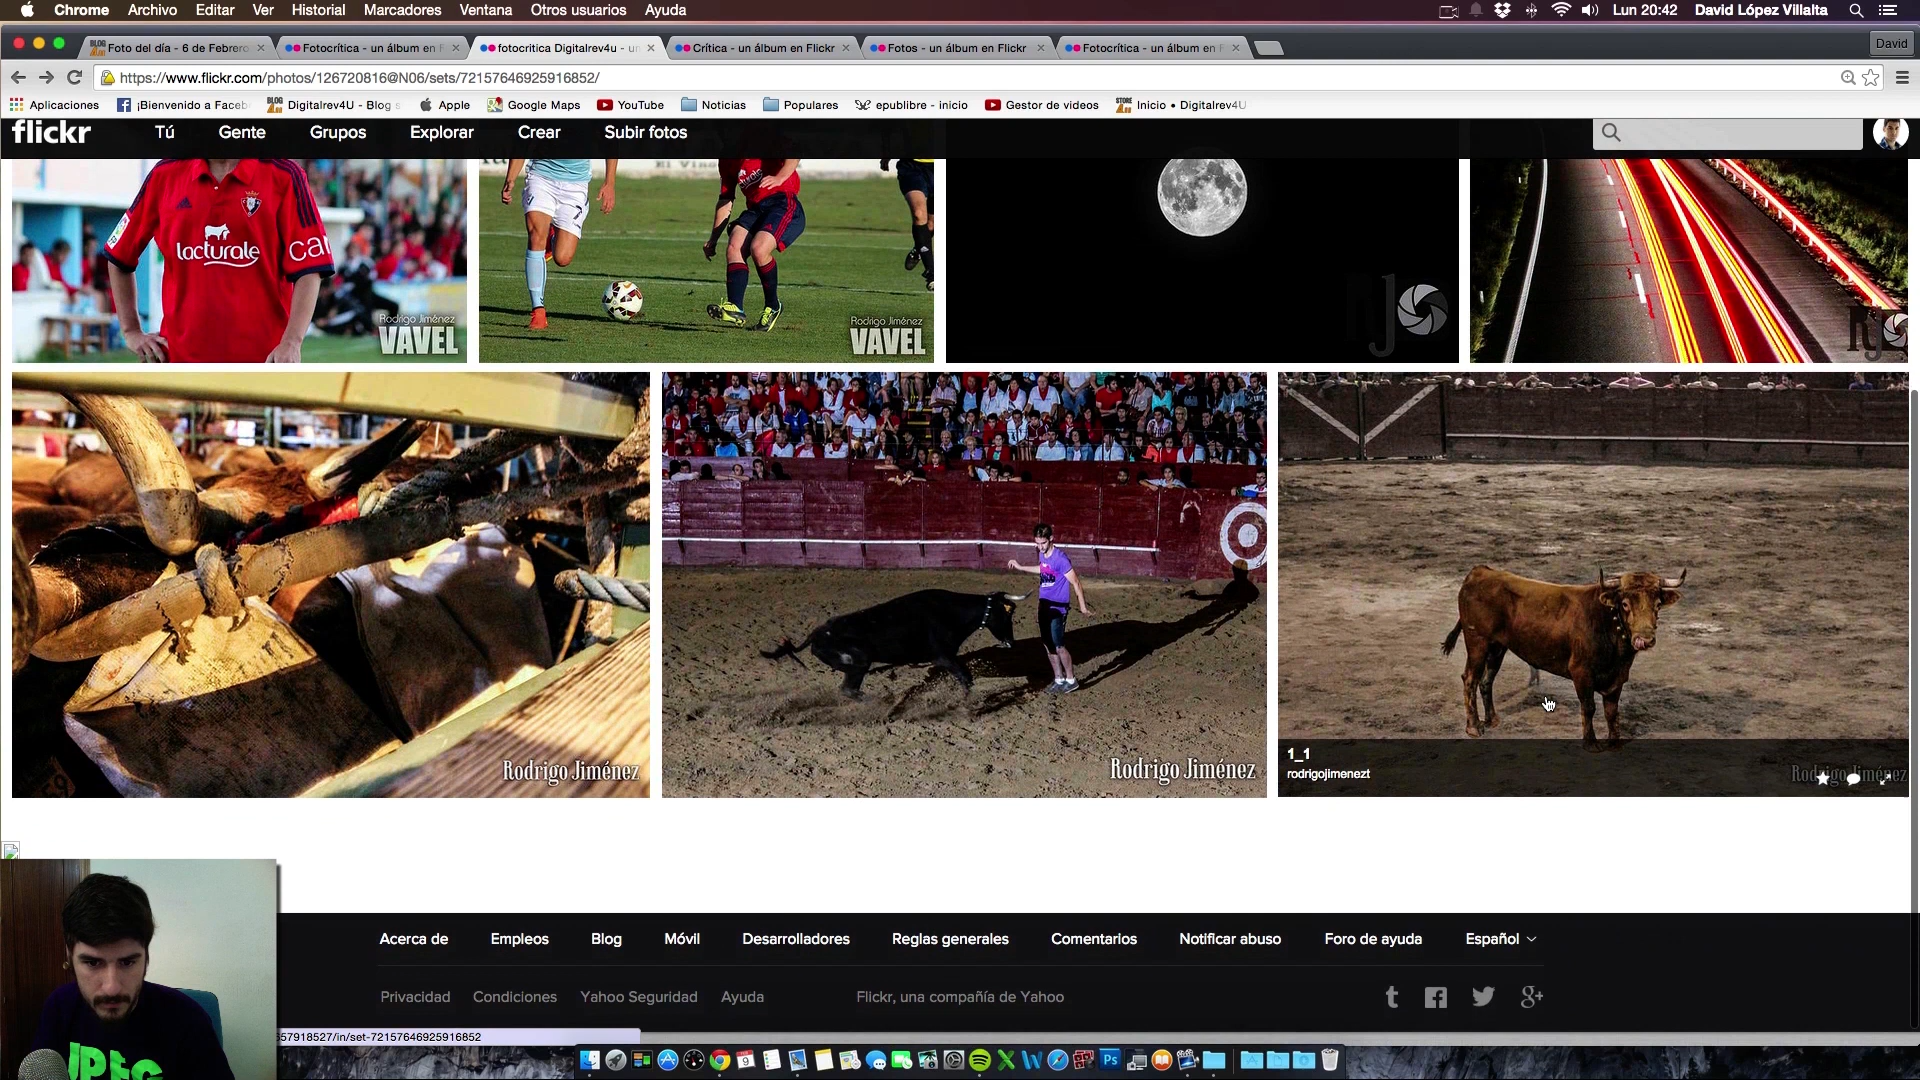 Chrome Archivo Editar Ver Historial Marcadores Ventana Otros usuarios Ayuda Lun 20:42 David López Villalta
Foto del día - 6 de Febrero Fotocrítica - un álbum en F fotocritica Digitalrev4u - un Crítica - un álbum en Flickr Fotos - un álbum en Flickr Fotocrítica - un álbum en F David
https://www.flickr.com/photos/126720816@N06/sets/72157646925916852/
Aplicaciones ¡Bienvenido a Faceb Digitalrev4U - Blog s Apple Google Maps YouTube Noticias Populares epublibre - inicio Gestor de videos Inicio • Digitalrev4U
flickr Tú Gente Grupos Explorar Crear Subir fotos
lacturale
Rodrigo Jiménez
VAVEL
Rodrigo Jiménez
VAVEL
Rodrigo Jiménez
Rodrigo Jiménez
1_1
rodrigojimenezt
Rodrigo Jiménez
Acerca de Empleos Blog Móvil Desarrolladores Reglas generales Comentarios Notificar abuso Foro de ayuda Español
Privacidad Condiciones Yahoo Seguridad Ayuda Flickr, una compañía de Yahoo
57918527/in/set-72157646925916852